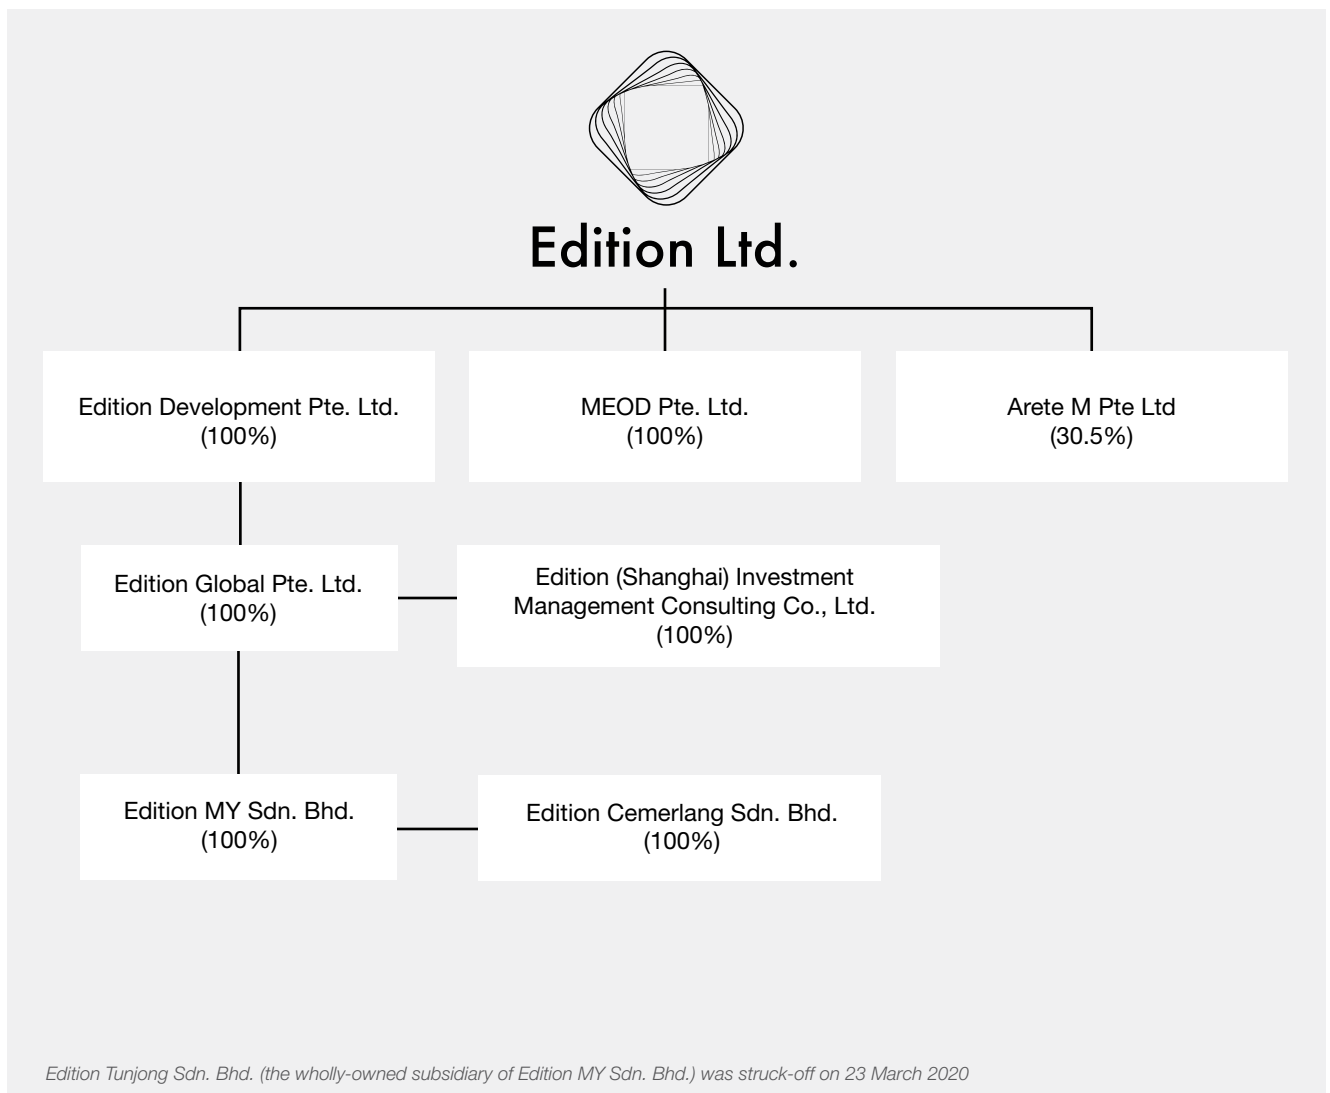 Edition Ltd.
Edition Development Pte. Ltd.
(100%)
MEOD Pte. Ltd.
(100%)
Arete M Pte Ltd
(30.5%)
Edition Global Pte. Ltd.
(100%)
Edition (Shanghai) Investment
Management Consulting Co., Ltd.
(100%)
Edition MY Sdn. Bhd.
(100%)
Edition Cemerlang Sdn. Bhd.
(100%)
Edition Tunjong Sdn. Bhd. (the wholly-owned subsidiary of Edition MY Sdn. Bhd.) was struck-off on 23 March 2020